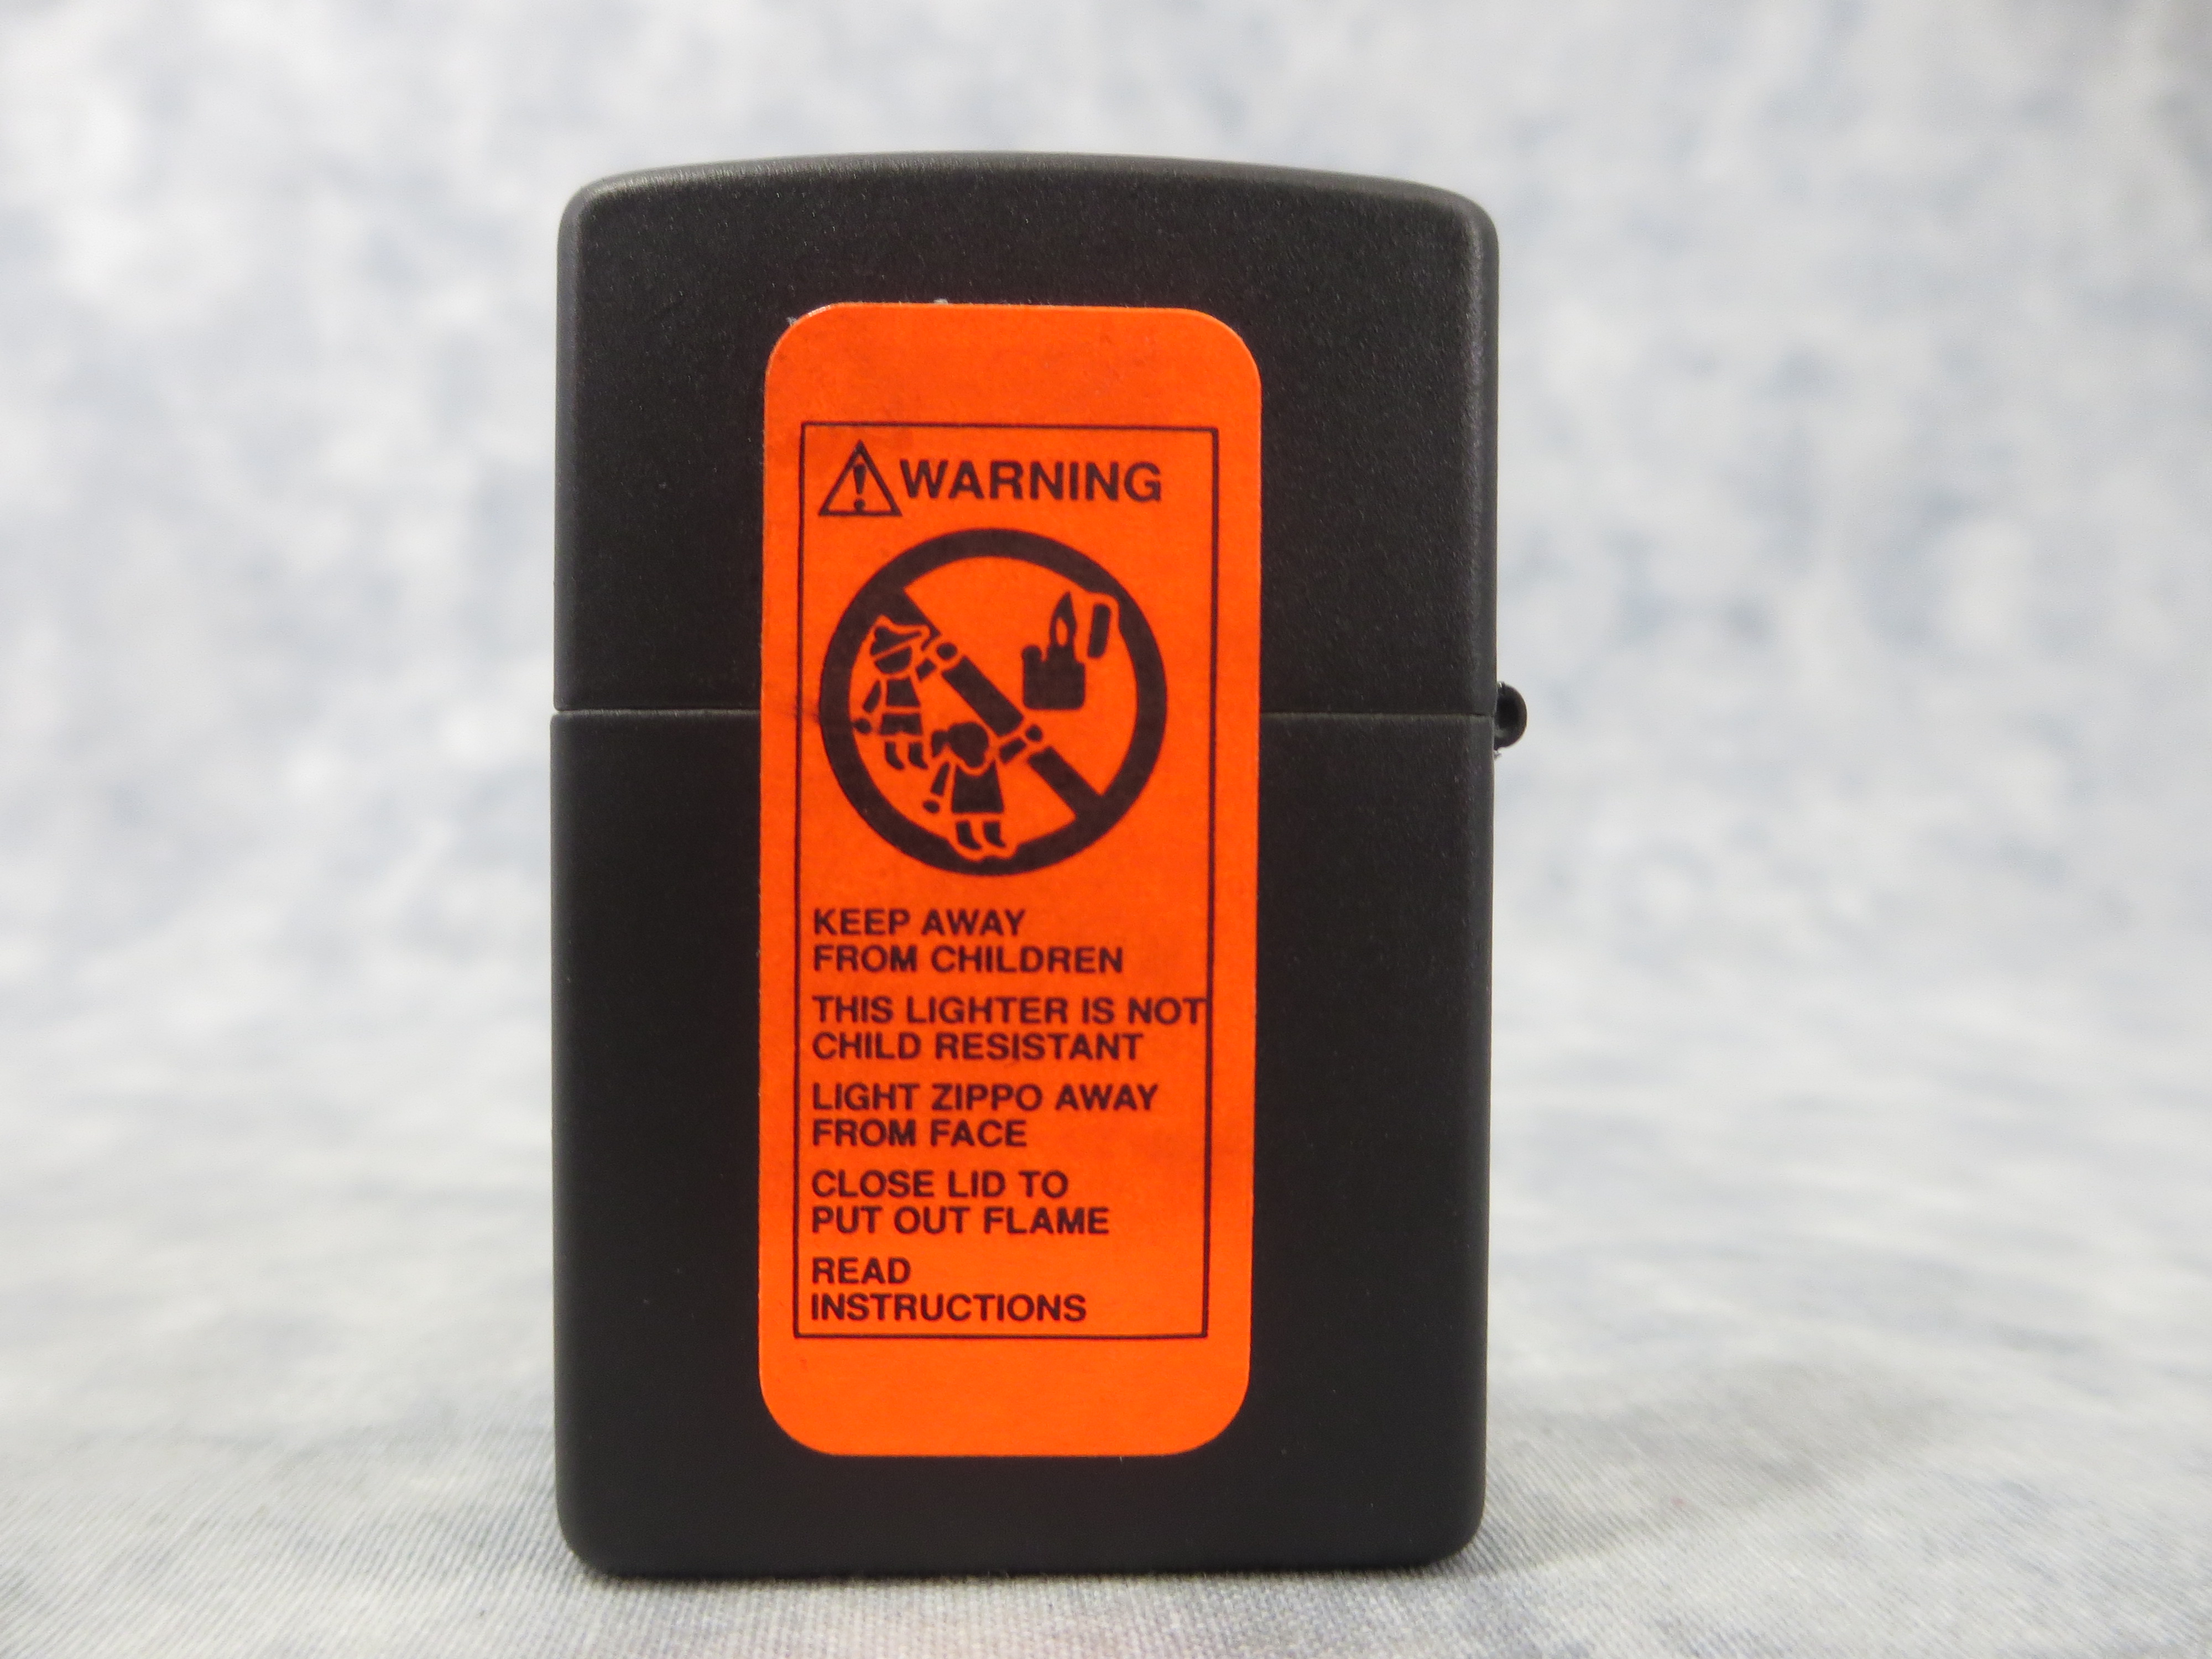 WARNING
KEEP AWAY
FROM CHILDREN
THIS LIGHTER IS NOT
CHILD RESISTANT
LIGHT ZIPPO AWAY
FROM FACE
CLOSE LID TO
PUT OUT FLAME
READ
INSTRUCTIONS